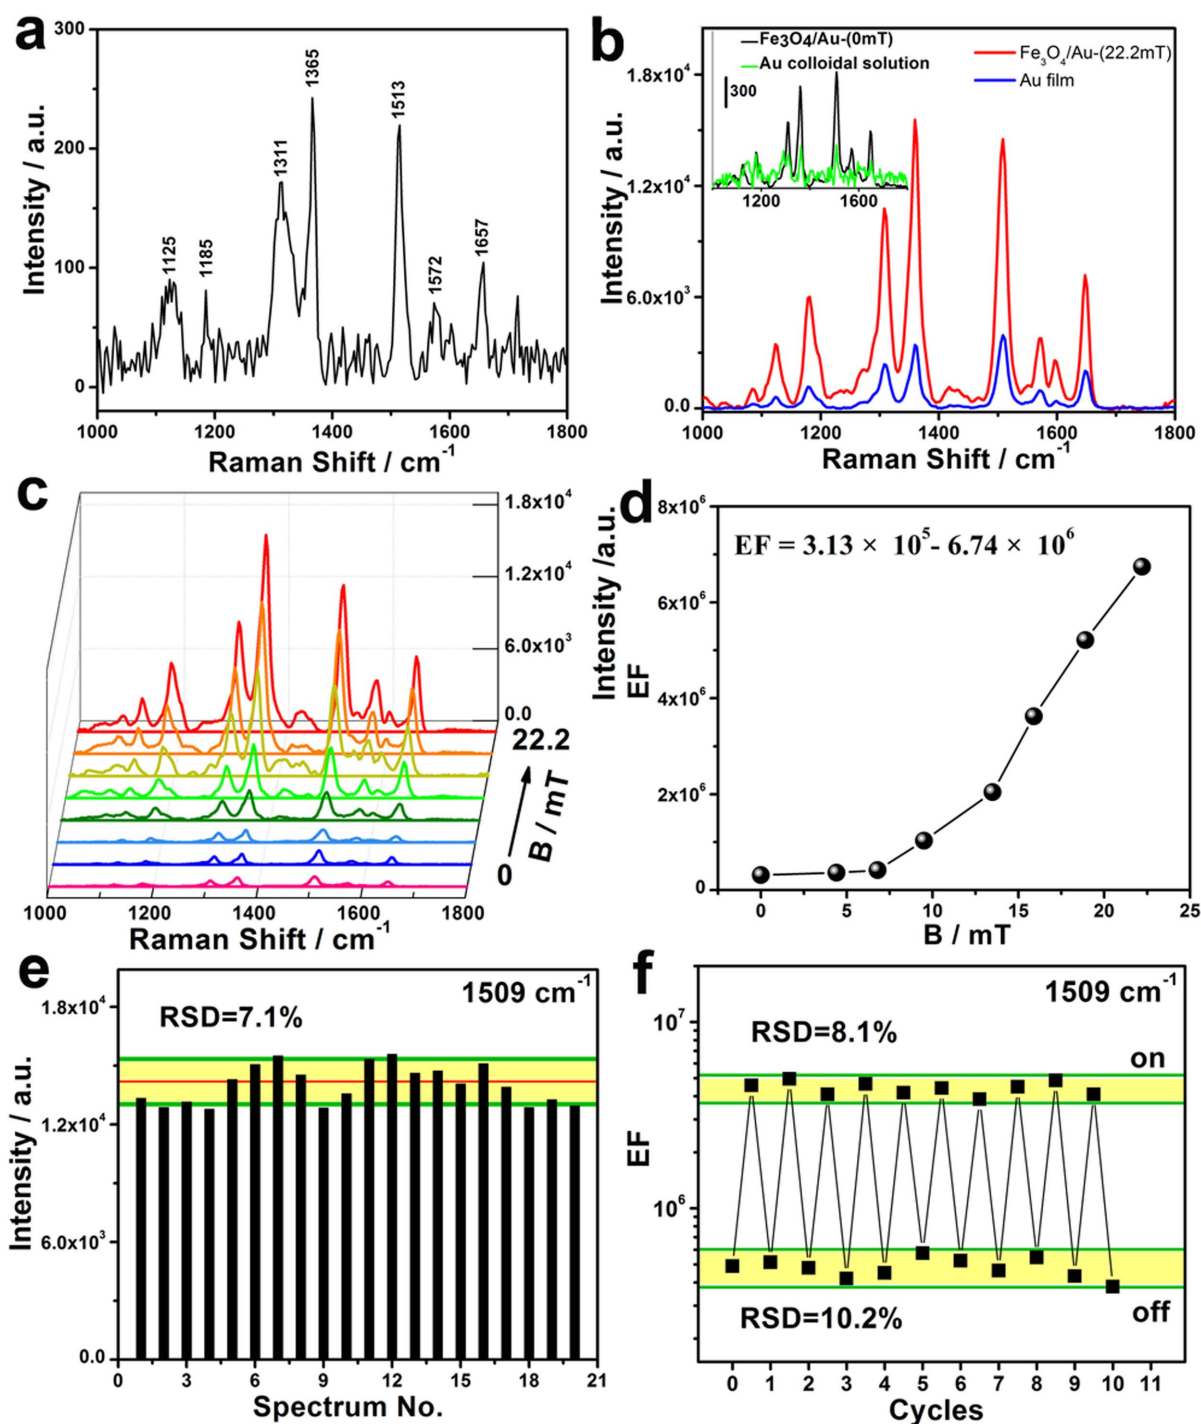 a
300
200
100
0
Intensity / a.u.
1125
1185
1311
1365
1513
1572
1657
1000 1200 1400 1600 1800
Raman Shift / cm⁻¹
b
Fe₃O₄/Au-(0mT)
Au colloidal solution
300
1200 1600
Fe₃O₄/Au-(22.2mT)
Au film
1.8x10⁴
1.2x10⁴
6.0x10³
0.0
Intensity / a.u.
1000 1200 1400 1600 1800
Raman Shift / cm⁻¹
c
1.8x10⁴
1.2x10⁴
6.0x10³
0.0
Intensity /a.u.
22.2
B / mT
0
1000 1200 1400 1600 1800
Raman Shift / cm⁻¹
d
EF = 3.13 × 10⁵- 6.74 × 10⁶
8x10⁶
6x10⁶
4x10⁶
2x10⁶
0
EF
0 5 10 15 20 25
B / mT
e
1509 cm⁻¹
RSD=7.1%
1.8x10⁴
1.2x10⁴
6.0x10³
0.0
Intensity / a.u.
0 3 6 9 12 15 18 21
Spectrum No.
f
1509 cm⁻¹
RSD=8.1%
on
10⁷
10⁶
EF
RSD=10.2%
off
0 1 2 3 4 5 6 7 8 9 10 11
Cycles